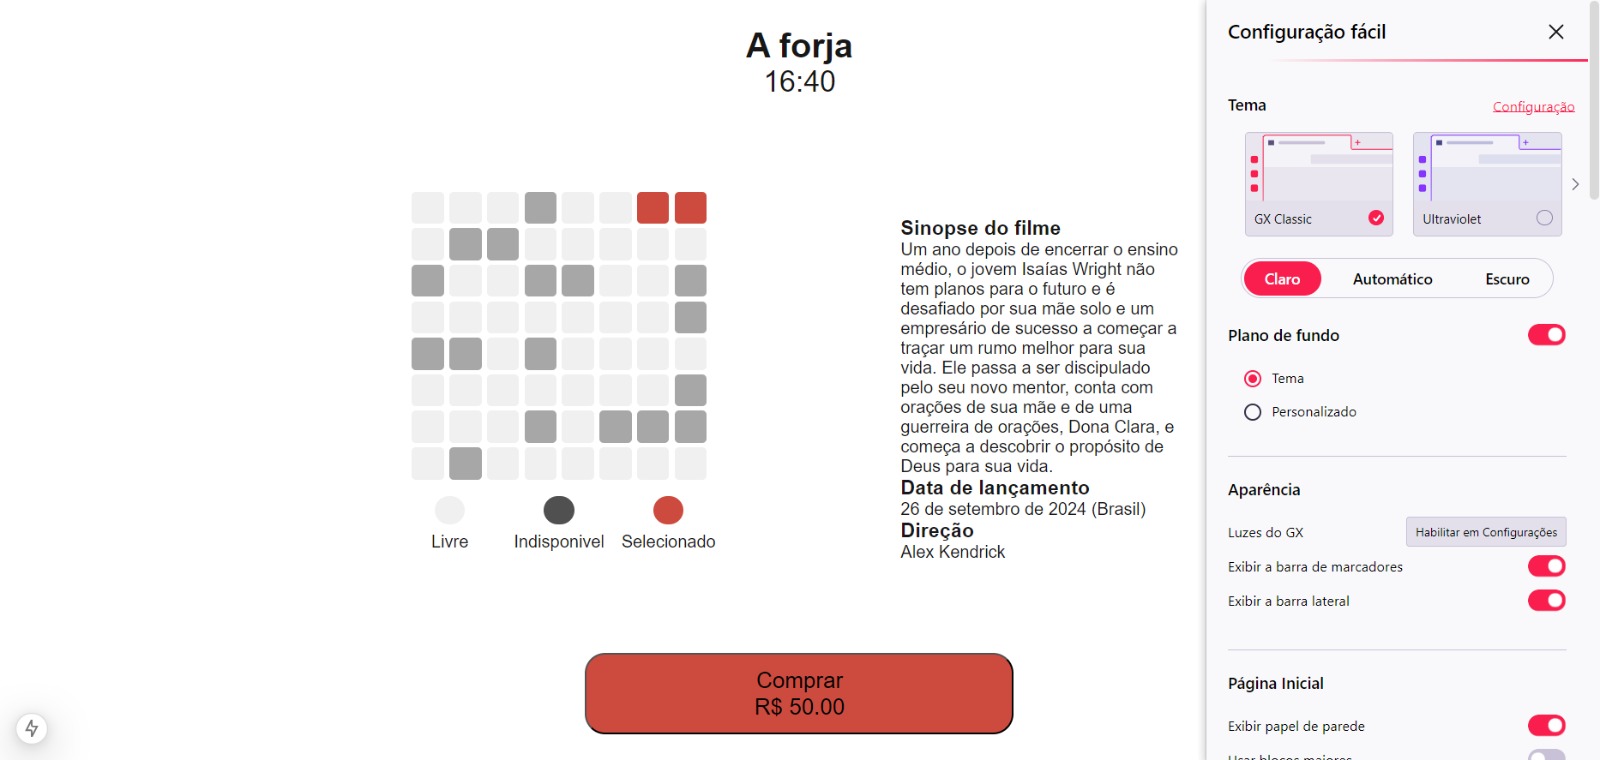 A forja
16:40
Sinopse do filme
Um ano depois de encerrar o ensino
médio, o jovem Isaías Wright não
tem planos para o futuro e é
desafiado por sua mãe solo e um
empresário de sucesso a começar a
traçar um rumo melhor para sua
vida. Ele passa a ser discipulado
pelo seu novo mentor, conta com
orações de sua mãe e de uma
guerreira de orações, Dona Clara, e
começa a descobrir o propósito de
Deus para sua vida.
Data de lançamento
26 de setembro de 2024 (Brasil)
Direção
Alex Kendrick
Livre
Indisponivel
Selecionado
Comprar
R$ 50.00
Configuração fácil
Tema
Configuração
GX Classic
Ultraviolet
Claro
Automático
Escuro
Plano de fundo
Tema
Personalizado
Aparência
Luzes do GX
Habilitar em Configurações
Exibir a barra de marcadores
Exibir a barra lateral
Página Inicial
Exibir papel de parede
Usar blocos maiores